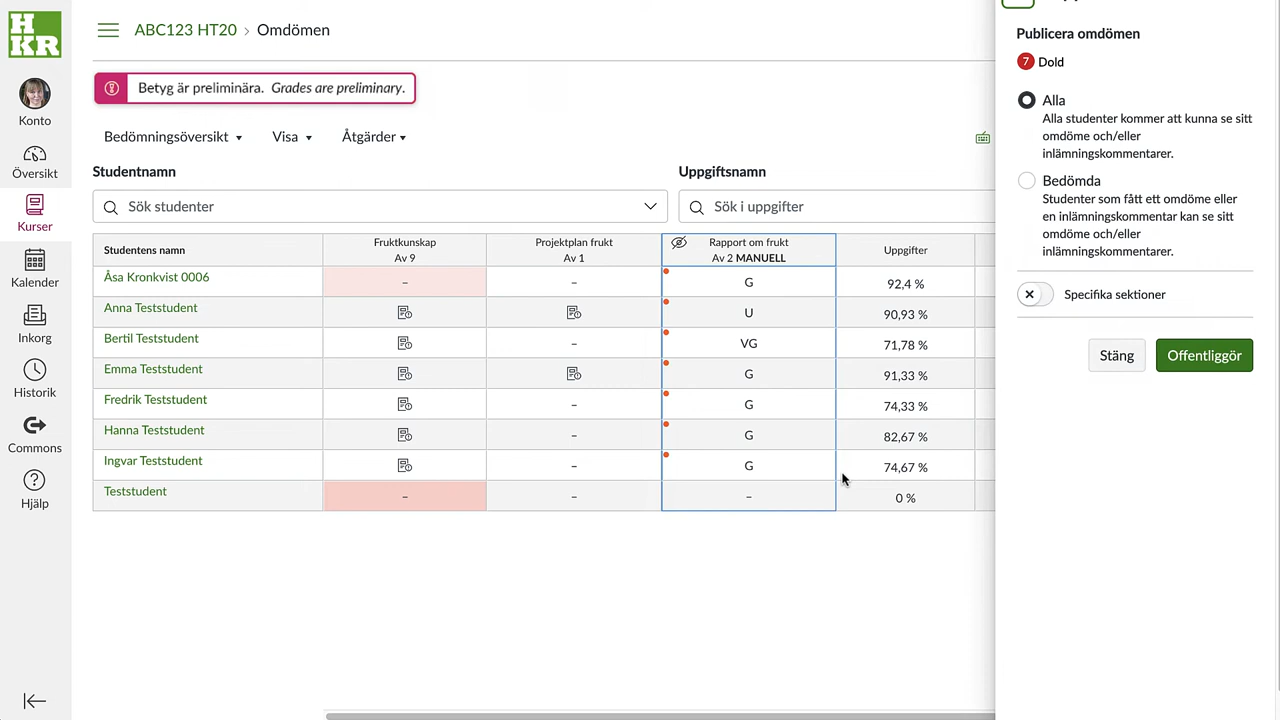 H
KR
Konto
Översikt
Kurser
Kalender
Inkorg
Historik
Commons
Hjälp
ABC123 HT20 › Omdömen
Betyg är preliminära. Grades are preliminary.
Bedömningsöversikt
Visa
Åtgärder
Studentnamn
Uppgiftsnamn
Sök studenter
Sök i uppgifter
Studentens namn
Fruktkunskap
Av 9
Projektplan frukt
Av 1
Rapport om frukt
Av 2 MANUELL
Uppgifter
Åsa Kronkvist 0006 – – G 92,4 %
Anna Teststudent U 90,93 %
Bertil Teststudent – VG 71,78 %
Emma Teststudent G 91,33 %
Fredrik Teststudent – G 74,33 %
Hanna Teststudent – G 82,67 %
Ingvar Teststudent – G 74,67 %
Teststudent – – – 0 %
Publicera omdömen
7 Dold
Alla
Alla studenter kommer att kunna se sitt
omdöme och/eller
inlämningskommentarer.
Bedömda
Studenter som fått ett omdöme eller
en inlämningskommentar kan se sitt
omdöme och/eller
inlämningskommentarer.
Specifika sektioner
Stäng
Offentliggör